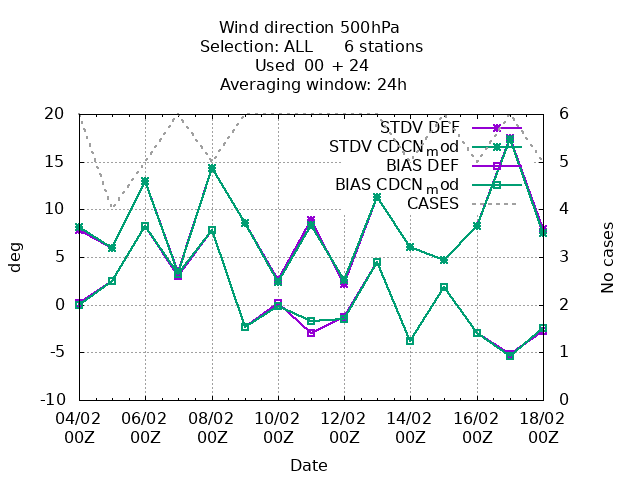 Wind direction 500hPa
Selection: ALL 6 stations
Used 00 + 24
Averaging window: 24h
20
15
10
5
0
-5
-10
deg
6
5
4
3
2
1
0
No cases
STDV DEF
STDV CDCN_mod
BIAS DEF
BIAS CDCN_mod
CASES
04/02 06/02 08/02 10/02 12/02 14/02 16/02 18/02
00Z 00Z 00Z 00Z 00Z 00Z 00Z 00Z
Date